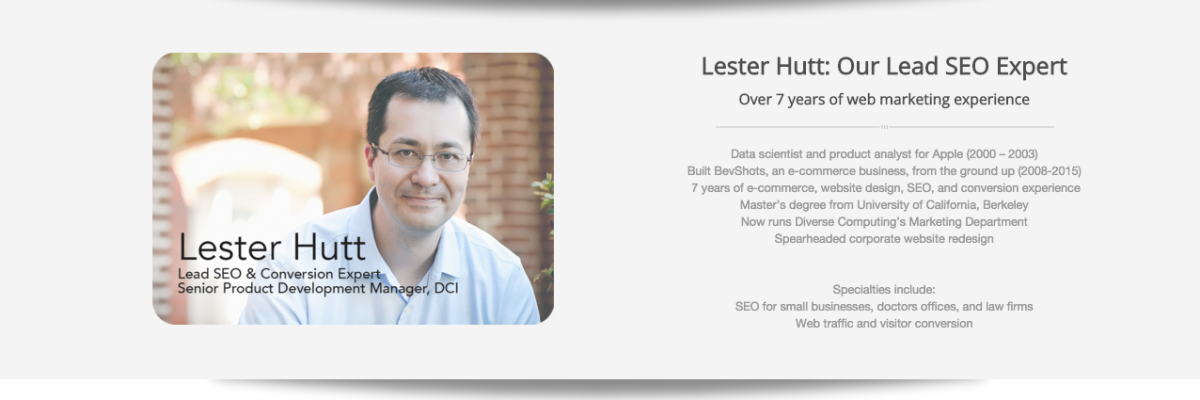 Lester Hutt: Our Lead SEO Expert
Over 7 years of web marketing experience
Data scientist and product analyst for Apple (2000 – 2003)
Built BevShots, an e-commerce business, from the ground up (2008-2015)
7 years of e-commerce, website design, SEO, and conversion experience
Master's degree from University of California, Berkeley
Now runs Diverse Computing's Marketing Department
Spearheaded corporate website redesign
Specialties include:
SEO for small businesses, doctors offices, and law firms
Web traffic and visitor conversion
Lester Hutt
Lead SEO & Conversion Expert
Senior Product Development Manager, DCI